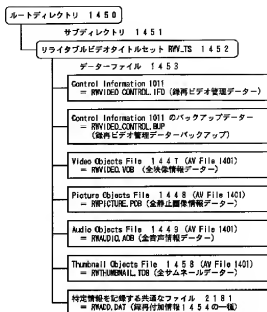 ルートディレクトリ 1450
サブディレクトリ 1451
リライタブルビデオタイトルセット RWV_TS 1452
データーファイル 1453
Control Information 1011
= RWVIDEO_CONTROL.IFO (録再ビデオ管理データー)
Control Information 1011 のバックアップデーター
= RWVIDEO_CONTROL.BUP
(録再ビデオ管理データーバックアップ)
Video Objects File 1447 (AV File 1401)
= RWVIDEO.VOB (全映像情報データー)
Picture Objects File 1448 (AV File 1401)
= RWPICTURE.POB (全静止画像情報データー)
Audio Objects File 1449 (AV File 1401)
= RWAUDIO.AOB (全音声情報データー)
Thumbnail Objects File 1458 (AV File 1401)
= RWTHUMBNAIL.TOB (全サムネールデーター)
特定情報を記録する共通なファイル 2181
= RWADD.DAT (録再付加情報1454の一種)